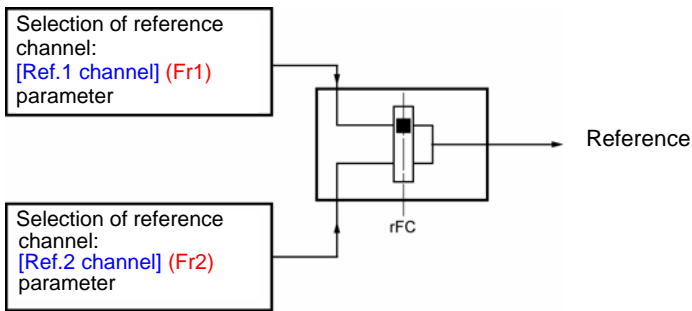 Selection of reference
channel:
[Ref.1 channel] (Fr1)
parameter
Reference
rFC
Selection of reference
channel:
[Ref.2 channel] (Fr2)
parameter